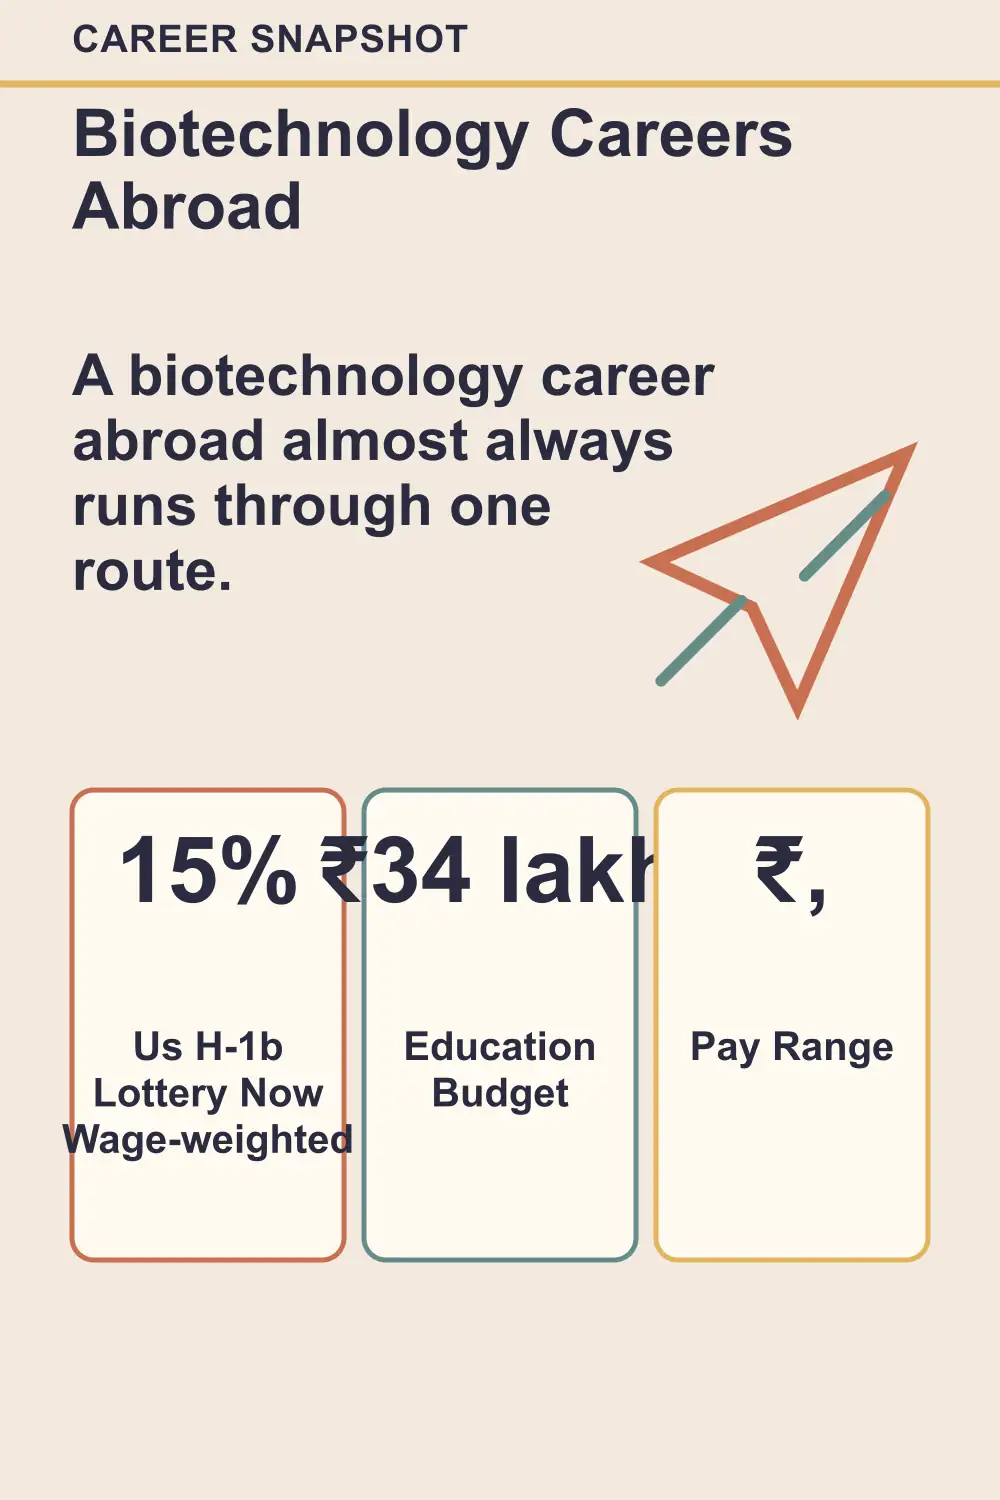 CAREER SNAPSHOT
Biotechnology Careers
Abroad
A biotechnology career
abroad almost always
runs through one
route.
15%
₹34 lakh
₹,
Us H-1b
Lottery Now
Wage-weighted
Education
Budget
Pay Range